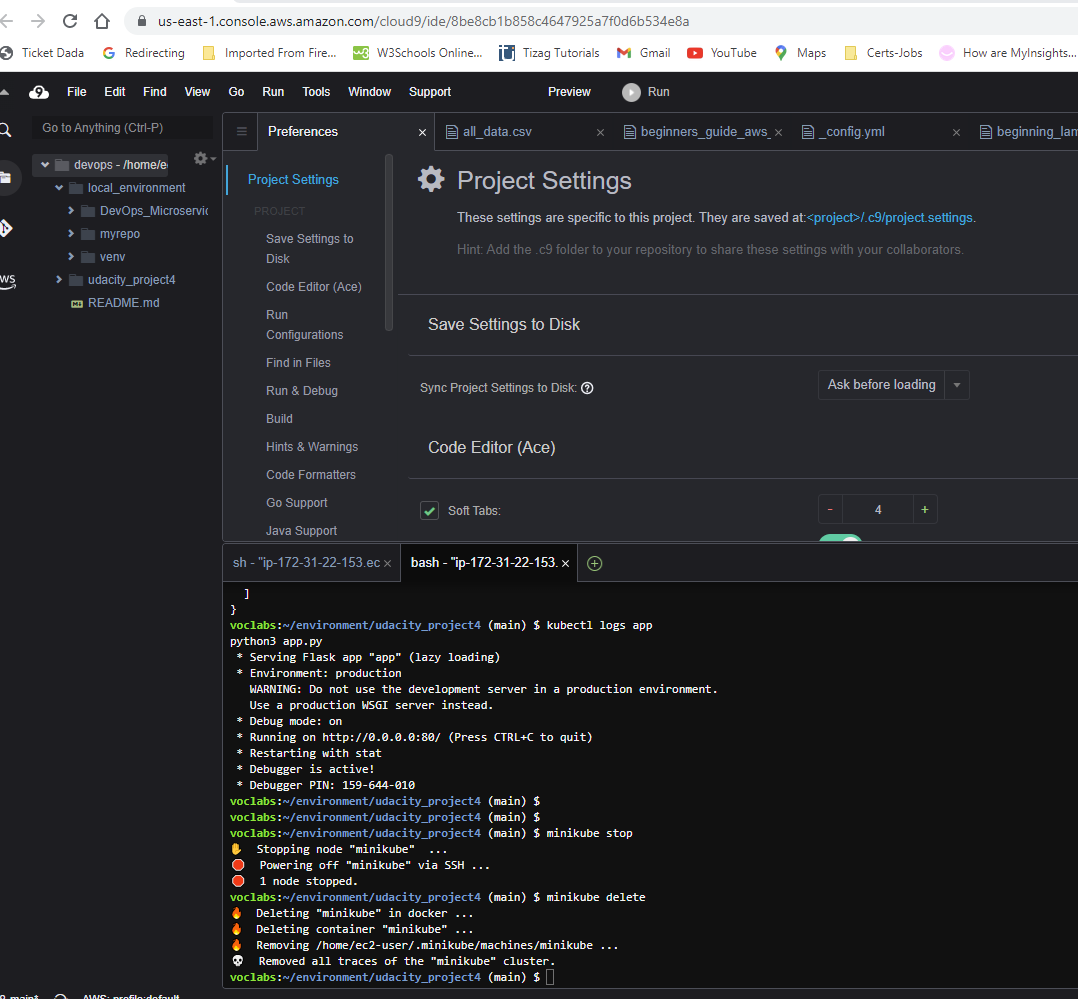 us-east-1.console.aws.amazon.com/cloud9/ide/8be8cb1b858c4647925a7f0d6b534e8a
Ticket Dada Redirecting Imported From Fire... W3Schools Online... Tizag Tutorials Gmail YouTube Maps Certs-Jobs How are MyInsights...
9 File Edit Find View Go Run Tools Window Support Preview Run
Go to Anything (Ctrl-P)
Preferences × all_data.csv × beginners_guide_aws_ × _config.yml × beginning_lam
devops - /home/ec
local_environment
DevOps_Microservic
myrepo
venv
udacity_project4
README.md
WS
Project Settings
PROJECT
Save Settings to
Disk
Code Editor (Ace)
Run
Configurations
Find in Files
Run & Debug
Build
Hints & Warnings
Code Formatters
Go Support
Java Support
Project Settings
These settings are specific to this project. They are saved at:<project>/.c9/project.settings.
Hint: Add the .c9 folder to your repository to share these settings with your collaborators.
Save Settings to Disk
Sync Project Settings to Disk: ? Ask before loading
Code Editor (Ace)
Soft Tabs: - 4 +
sh - "ip-172-31-22-153.ec × bash - "ip-172-31-22-153. ×
]
}
voclabs:~/environment/udacity_project4 (main) $ kubectl logs app
python3 app.py
* Serving Flask app "app" (lazy loading)
* Environment: production
WARNING: Do not use the development server in a production environment.
Use a production WSGI server instead.
* Debug mode: on
* Running on http://0.0.0.0:80/ (Press CTRL+C to quit)
* Restarting with stat
* Debugger is active!
* Debugger PIN: 159-644-010
voclabs:~/environment/udacity_project4 (main) $
voclabs:~/environment/udacity_project4 (main) $
voclabs:~/environment/udacity_project4 (main) $ minikube stop
✋ Stopping node "minikube" ...
🛑 Powering off "minikube" via SSH ...
🛑 1 node stopped.
voclabs:~/environment/udacity_project4 (main) $ minikube delete
🔥 Deleting "minikube" in docker ...
🔥 Deleting container "minikube" ...
🔥 Removing /home/ec2-user/.minikube/machines/minikube ...
💀 Removed all traces of the "minikube" cluster.
voclabs:~/environment/udacity_project4 (main) $
main* AWS: profile:default